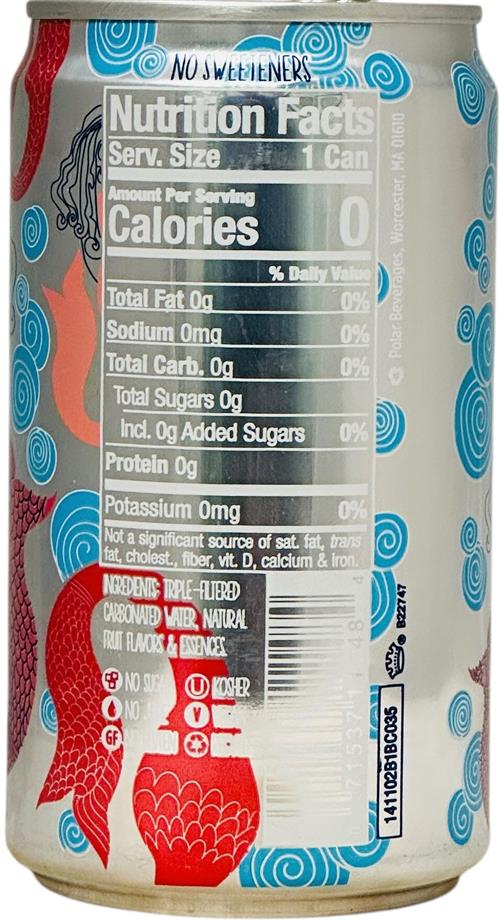 NO SWEETENERS
Nutrition Facts
Serv. Size 1 Can
Amount Per Serving
Calories 0
% Daily Value
Total Fat 0g 0%
Sodium 0mg 0%
Total Carb. 0g 0%
Total Sugars 0g
Incl. 0g Added Sugars 0%
Protein 0g
Potassium 0mg 0%
Not a significant source of sat. fat, trans
fat, cholest., fiber, vit. D, calcium & iron.
INGREDIENTS: TRIPLE-FILTERED
CARBONATED WATER, NATURAL
FRUIT FLAVORS & ESSENCES.
NO
U KOSHER
NO
V
GF
Polar Beverages, Worcester, MA 01610
B22747
141102B1BC035